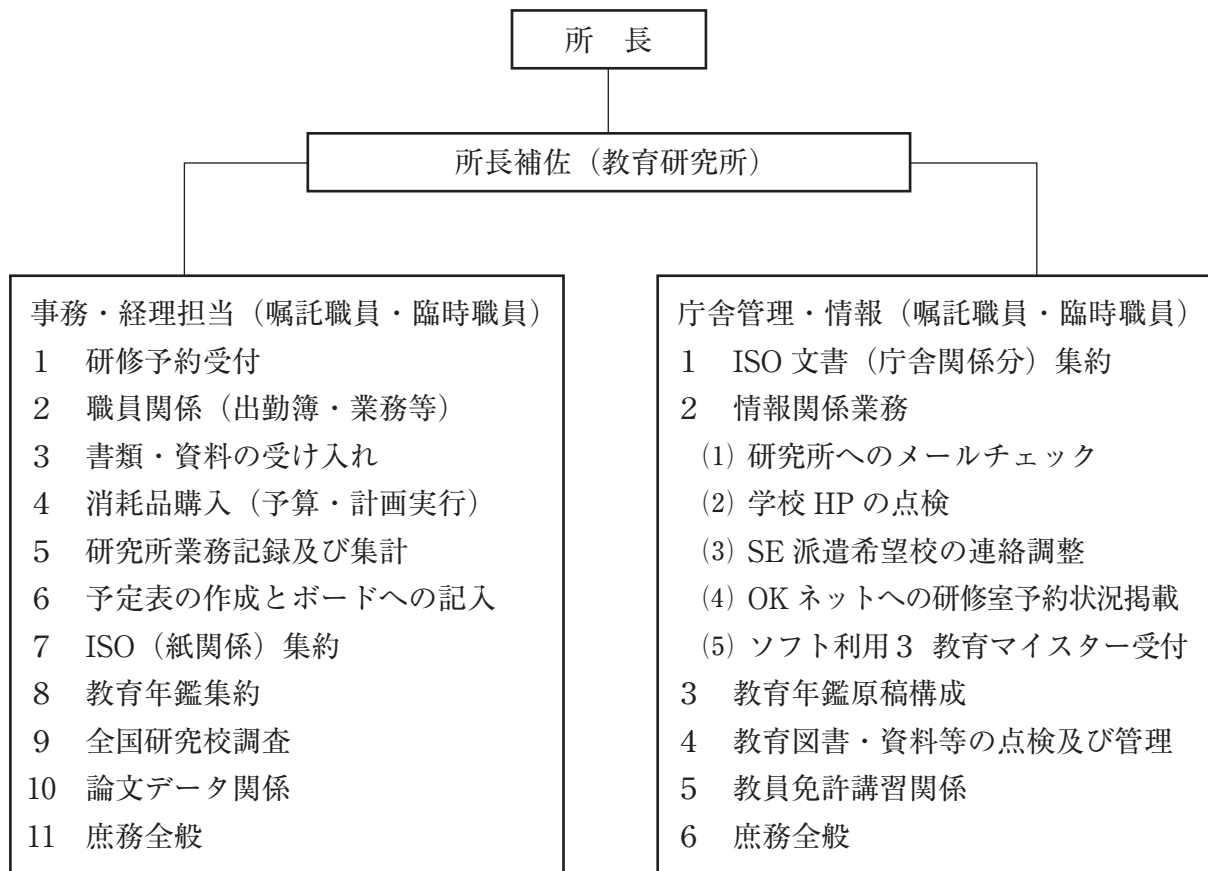 所　長
所長補佐（教育研究所）
事務・経理担当（嘱託職員・臨時職員）
1　研修予約受付
2　職員関係（出勤簿・業務等）
3　書類・資料の受け入れ
4　消耗品購入（予算・計画実行）
5　研究所業務記録及び集計
6　予定表の作成とボードへの記入
7　ISO（紙関係）集約
8　教育年鑑集約
9　全国研究校調査
10　論文データ関係
11　庶務全般
庁舎管理・情報（嘱託職員・臨時職員）
1　ISO 文書（庁舎関係分）集約
2　情報関係業務
⑴ 研究所へのメールチェック
⑵ 学校 HP の点検
⑶ SE 派遣希望校の連絡調整
⑷ OK ネットへの研修室予約状況掲載
⑸ ソフト利用３ 教育マイスター受付
3　教育年鑑原稿構成
4　教育図書・資料等の点検及び管理
5　教員免許講習関係
6　庶務全般